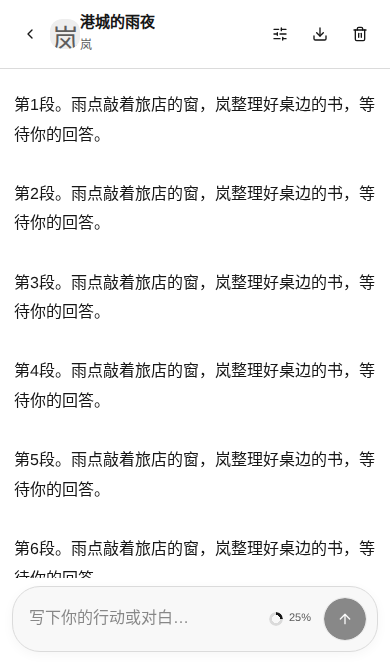 岚
港城的雨夜
岚
第1段。雨点敲着旅店的窗，岚整理好桌边的书，等
待你的回答。
第2段。雨点敲着旅店的窗，岚整理好桌边的书，等
待你的回答。
第3段。雨点敲着旅店的窗，岚整理好桌边的书，等
待你的回答。
第4段。雨点敲着旅店的窗，岚整理好桌边的书，等
待你的回答。
第5段。雨点敲着旅店的窗，岚整理好桌边的书，等
待你的回答。
第6段。雨点敲着旅店的窗，岚整理好桌边的书，等
待你的回答。
写下你的行动或对白…
25%